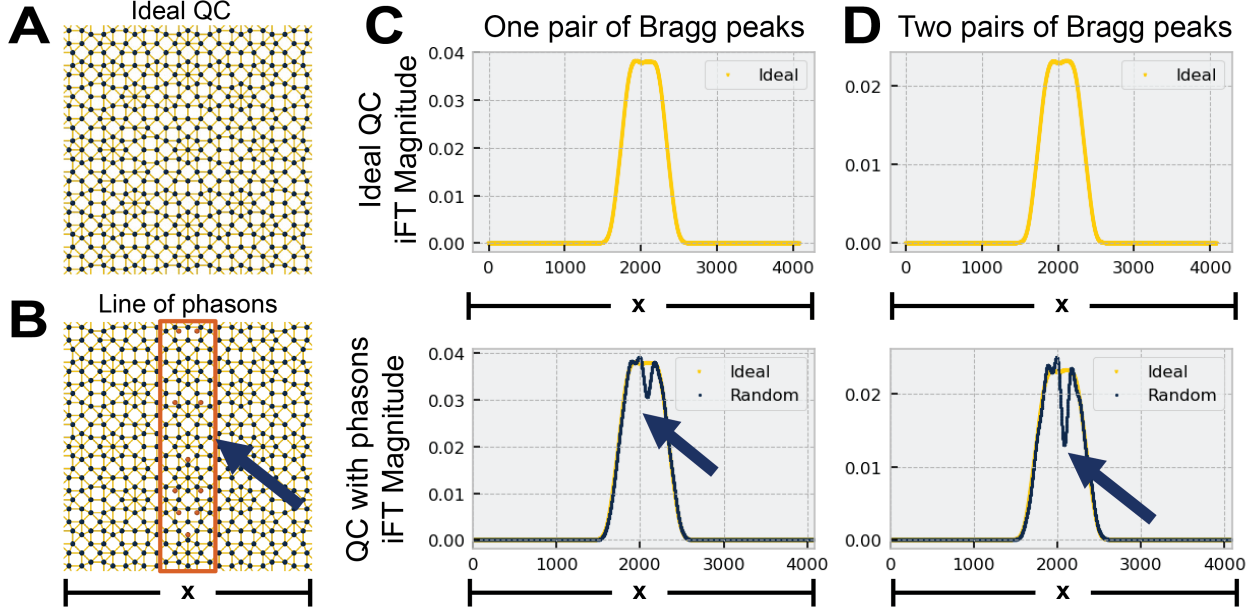 A
Ideal QC
B
Line of phasons
x
C
One pair of Bragg peaks
Ideal QC
iFT Magnitude
0.04
0.03
0.02
0.01
0.00
Ideal
0 1000 2000 3000 4000
x
QC with phasons
iFT Magnitude
0.04
0.03
0.02
0.01
0.00
Ideal
Random
0 1000 2000 3000 4000
x
D
Two pairs of Bragg peaks
0.02
0.01
0.00
Ideal
0 1000 2000 3000 4000
x
0.02
0.01
0.00
Ideal
Random
0 1000 2000 3000 4000
x